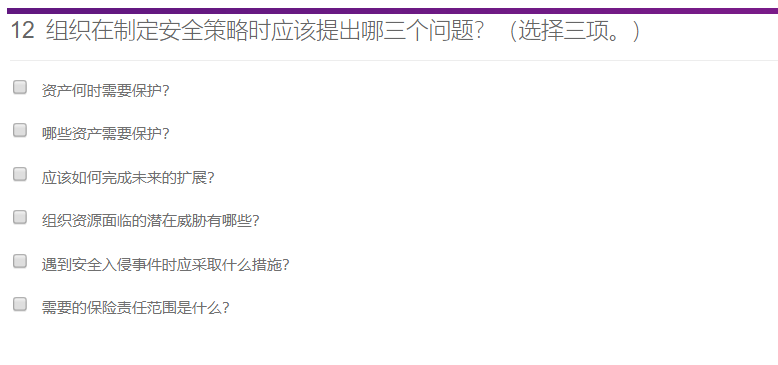 12 组织在制定安全策略时应该提出哪三个问题？（选择三项。）
资产何时需要保护？
哪些资产需要保护？
应该如何完成未来的扩展？
组织资源面临的潜在威胁有哪些？
遇到安全入侵事件时应采取什么措施？
需要的保险责任范围是什么？